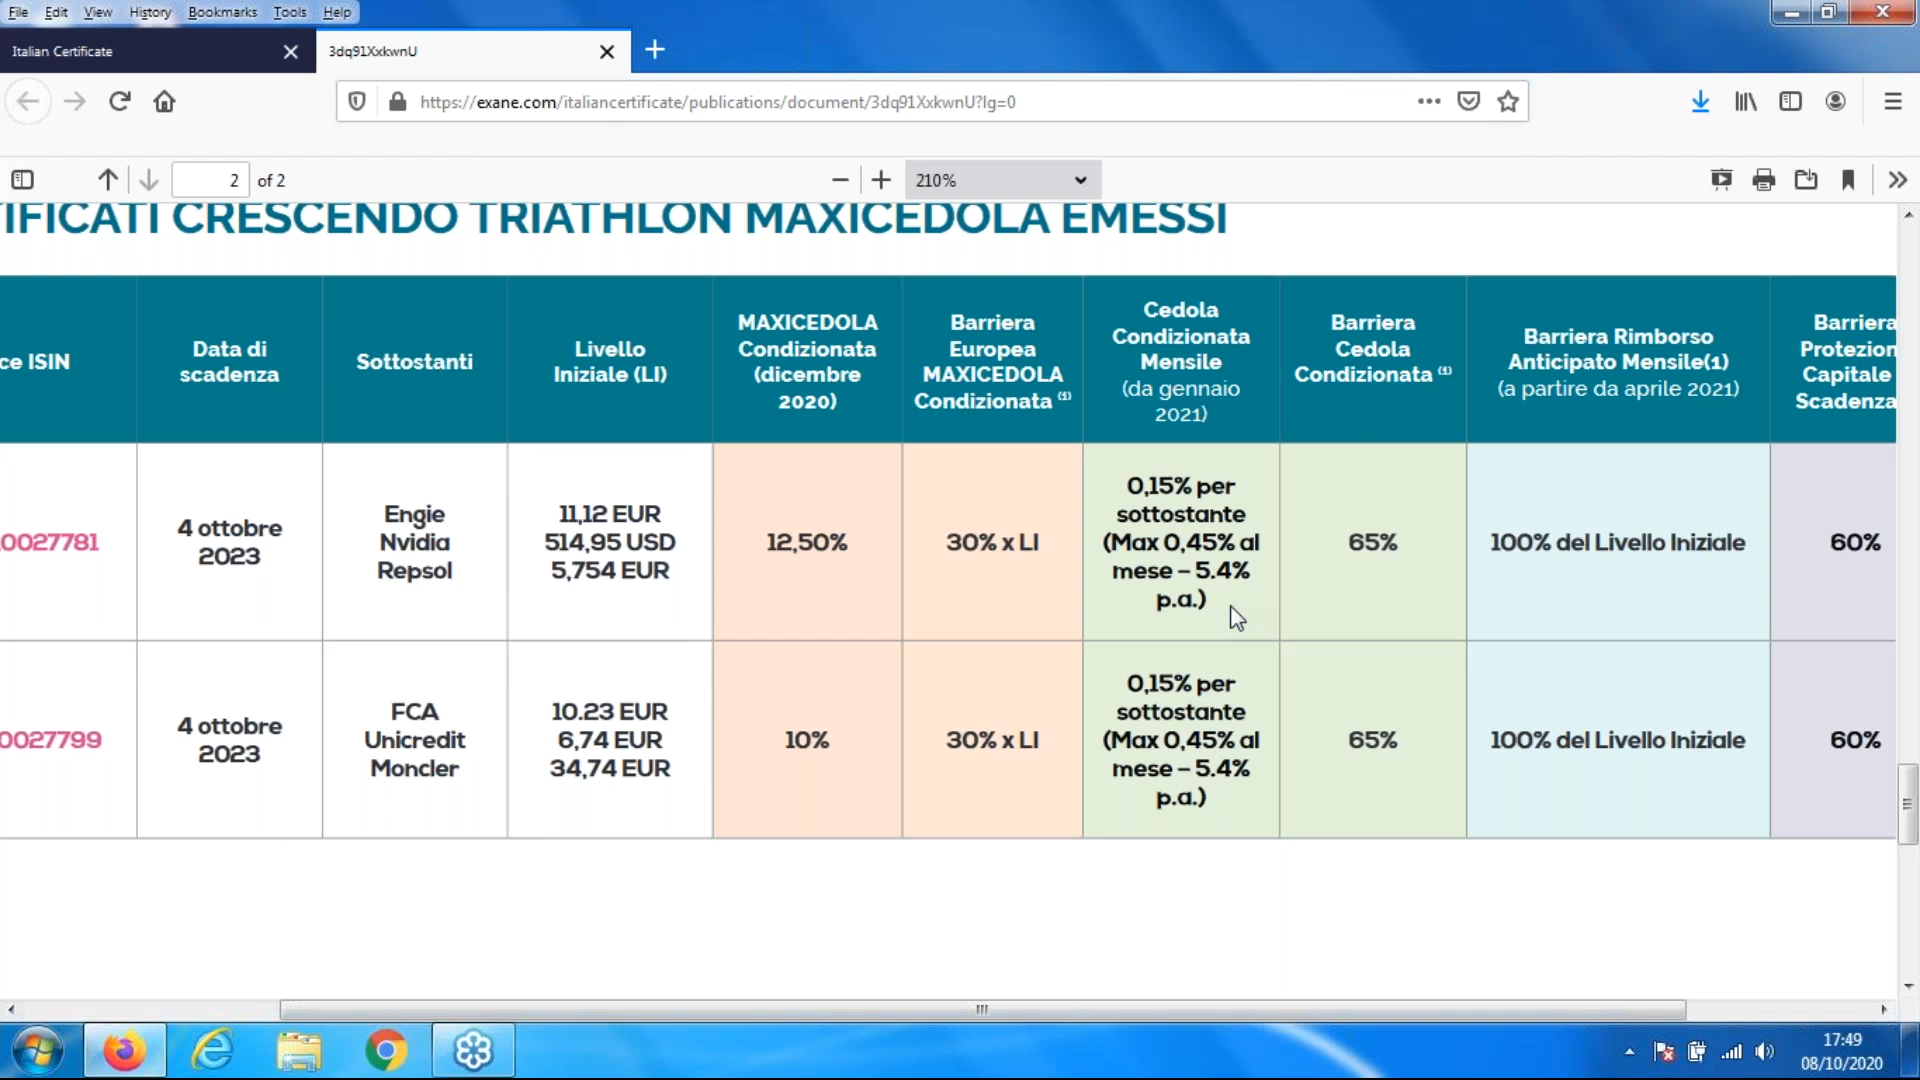 File Edit View History Bookmarks Tools Help
Italian Certificate
3dq91XxkwnU
https://exane.com/italiancertificate/publications/document/3dq91XxkwnU?lg=0
2 of 2
210%
TIFICATI CRESCENDO TRIATHLON MAXICEDOLA EMESSI
ce ISIN
Data di
scadenza
Sottostanti
Livello
Iniziale (LI)
MAXICEDOLA
Condizionata
(dicembre
2020)
Barriera
Europea
MAXICEDOLA
Condizionata (1)
Cedola
Condizionata
Mensile
(da gennaio
2021)
Barriera
Cedola
Condizionata (1)
Barriera Rimborso
Anticipato Mensile(1)
(a partire da aprile 2021)
Barriera
Protezion
Capitale
Scadenza
0027781
4 ottobre
2023
Engie
Nvidia
Repsol
11,12 EUR
514,95 USD
5,754 EUR
12,50%
30% x LI
0,15% per
sottostante
(Max 0,45% al
mese – 5.4%
p.a.)
65%
100% del Livello Iniziale
60%
0027799
4 ottobre
2023
FCA
Unicredit
Moncler
10.23 EUR
6,74 EUR
34,74 EUR
10%
30% x LI
0,15% per
sottostante
(Max 0,45% al
mese – 5.4%
p.a.)
65%
100% del Livello Iniziale
60%
17:49
08/10/2020